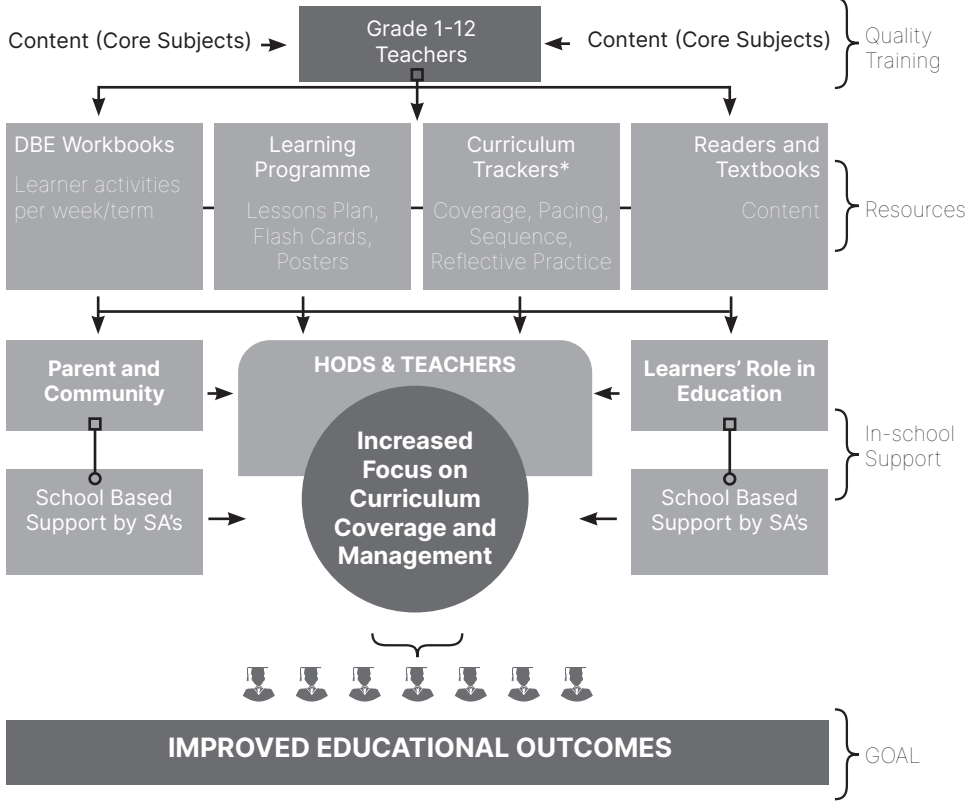 Content (Core Subjects)
Grade 1-12
Teachers
Content (Core Subjects)
Quality
Training
DBE Workbooks
Learner activities
per week/term
Learning
Programme
Lessons Plan,
Flash Cards,
Posters
Curriculum
Trackers*
Coverage, Pacing,
Sequence,
Reflective Practice
Readers and
Textbooks
Content
Resources
Parent and
Community
HODS & TEACHERS
Learners’ Role in
Education
Increased
Focus on
Curriculum
Coverage and
Management
In-school
Support
School Based
Support by SA’s
School Based
Support by SA’s
IMPROVED EDUCATIONAL OUTCOMES
GOAL